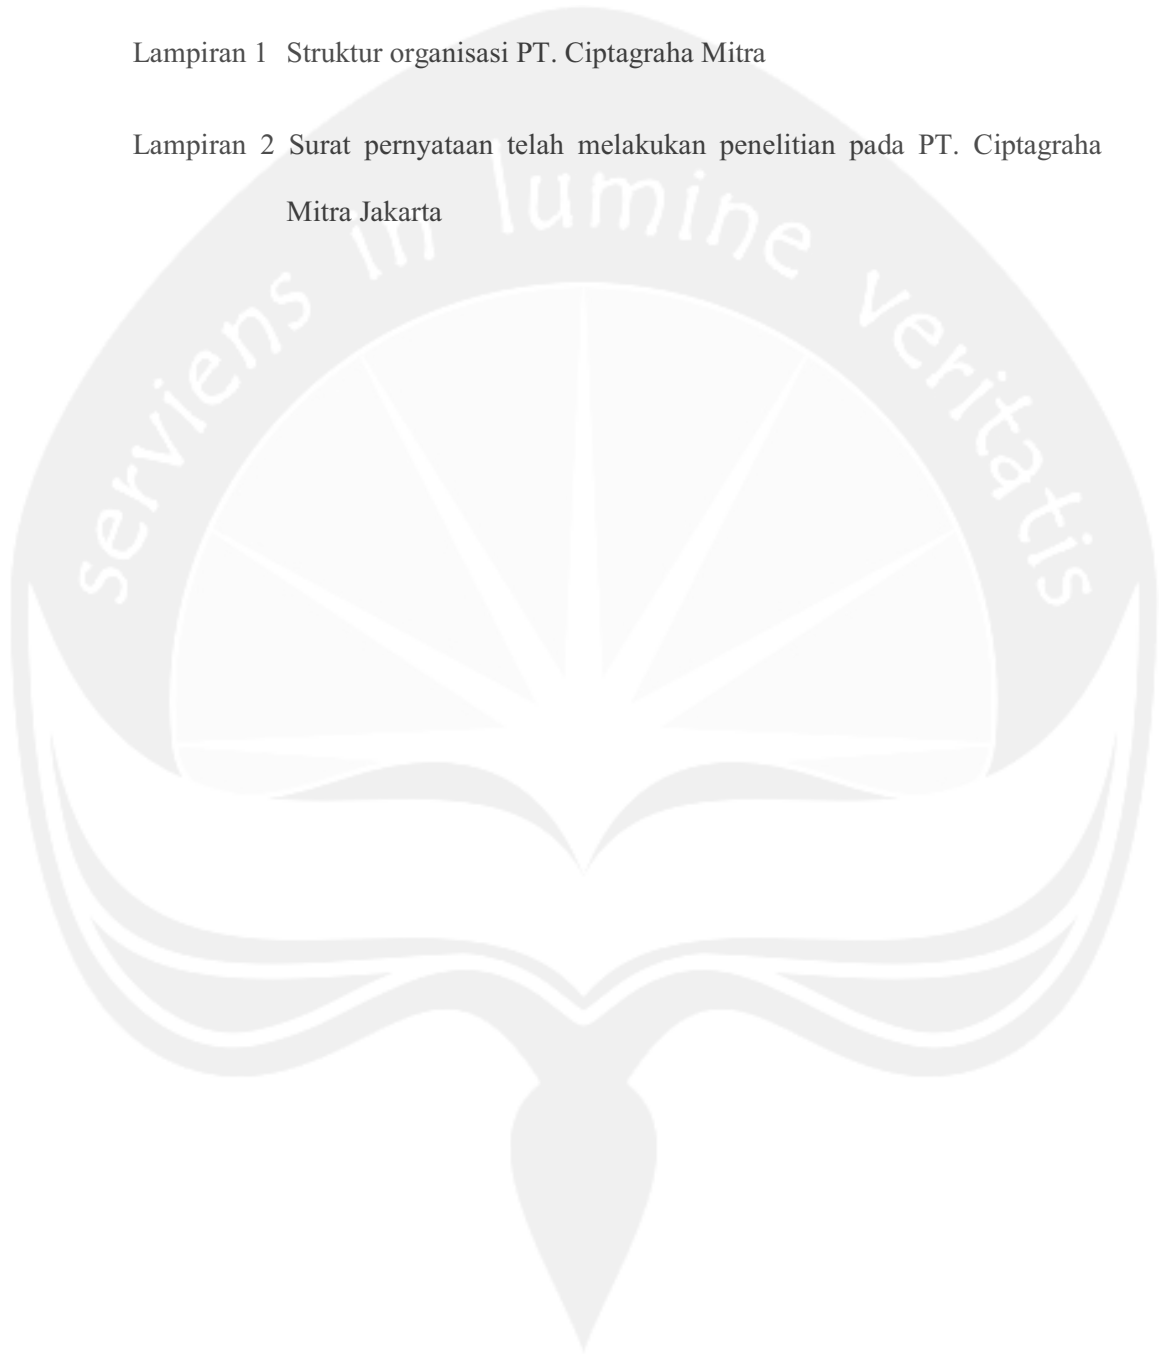 Lampiran 1 Struktur organisasi PT. Ciptagraha Mitra
Lampiran 2 Surat pernyataan telah melakukan penelitian pada PT. Ciptagraha
Mitra Jakarta
serviens in lumine veritatis